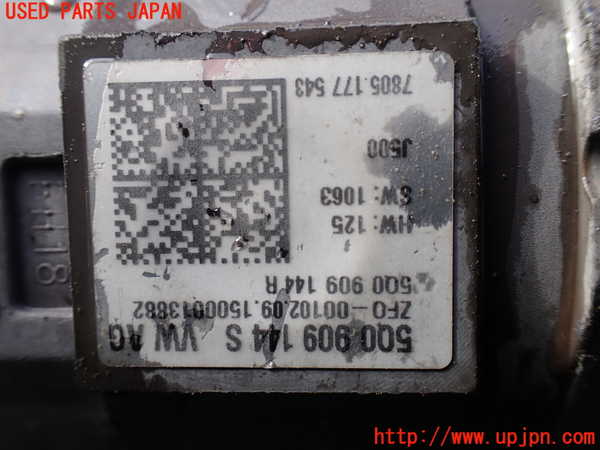 USED PARTS JAPAN
5Q0 909 144 S VW AG
ZFQ-00102.09.1500013882
5Q0 909 144 R
HW: 125
SW: 1063
J500
7805.177 543
http://www.upjpn.com/